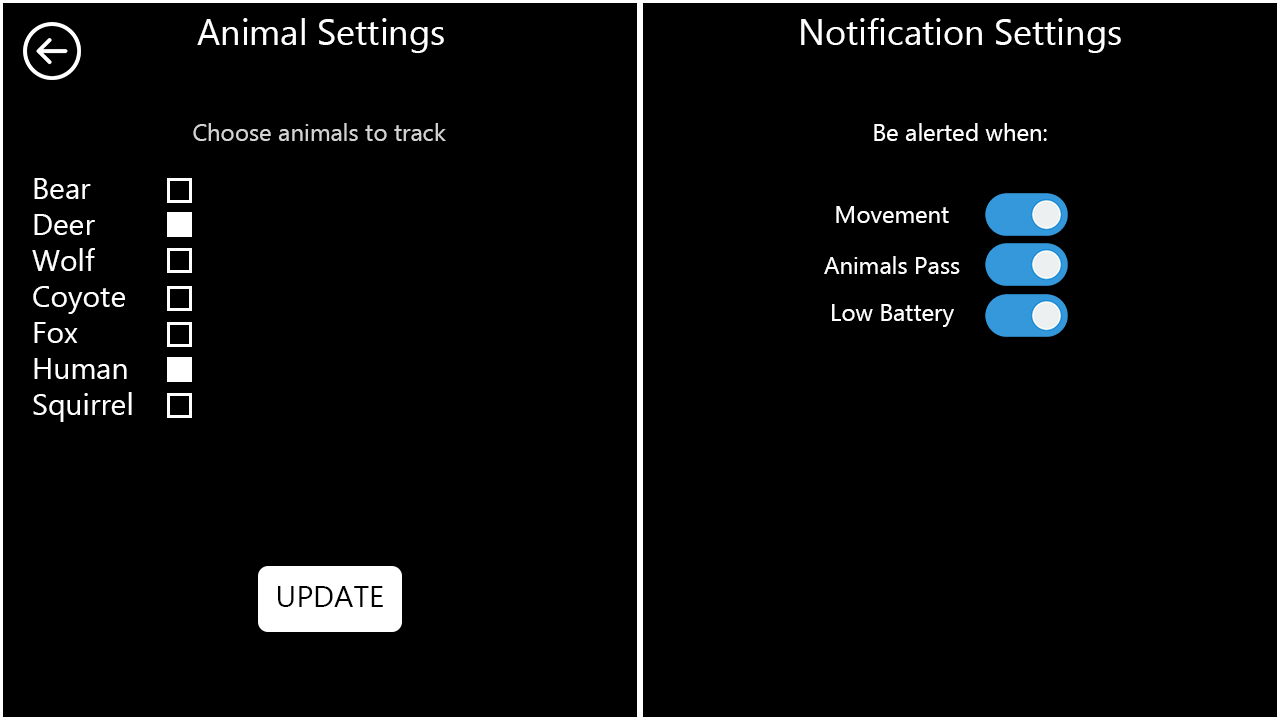 Animal Settings
Choose animals to track
Bear
Deer
Wolf
Coyote
Fox
Human
Squirrel
UPDATE
Notification Settings
Be alerted when:
Movement
Animals Pass
Low Battery